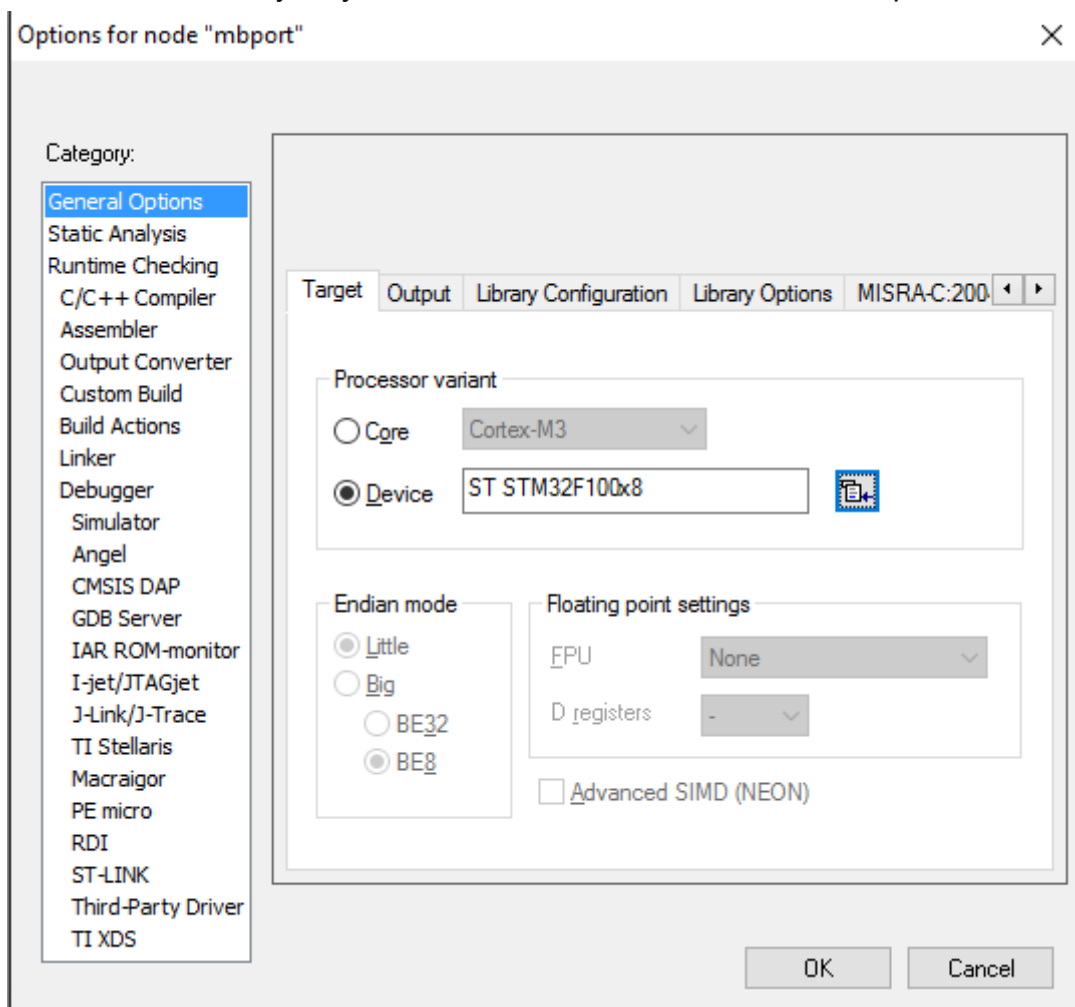 Options for node "mbport"
Category:
General Options
Static Analysis
Runtime Checking
C/C++ Compiler
Assembler
Output Converter
Custom Build
Build Actions
Linker
Debugger
Simulator
Angel
CMSIS DAP
GDB Server
IAR ROM-monitor
I-jet/JTAGjet
J-Link/J-Trace
TI Stellaris
Macraigor
PE micro
RDI
ST-LINK
Third-Party Driver
TI XDS
Target Output Library Configuration Library Options MISRA-C:200
Processor variant
Core Cortex-M3
Device ST STM32F100x8
Endian mode
Little
Big
BE32
BE8
Floating point settings
FPU None
D registers -
Advanced SIMD (NEON)
OK Cancel